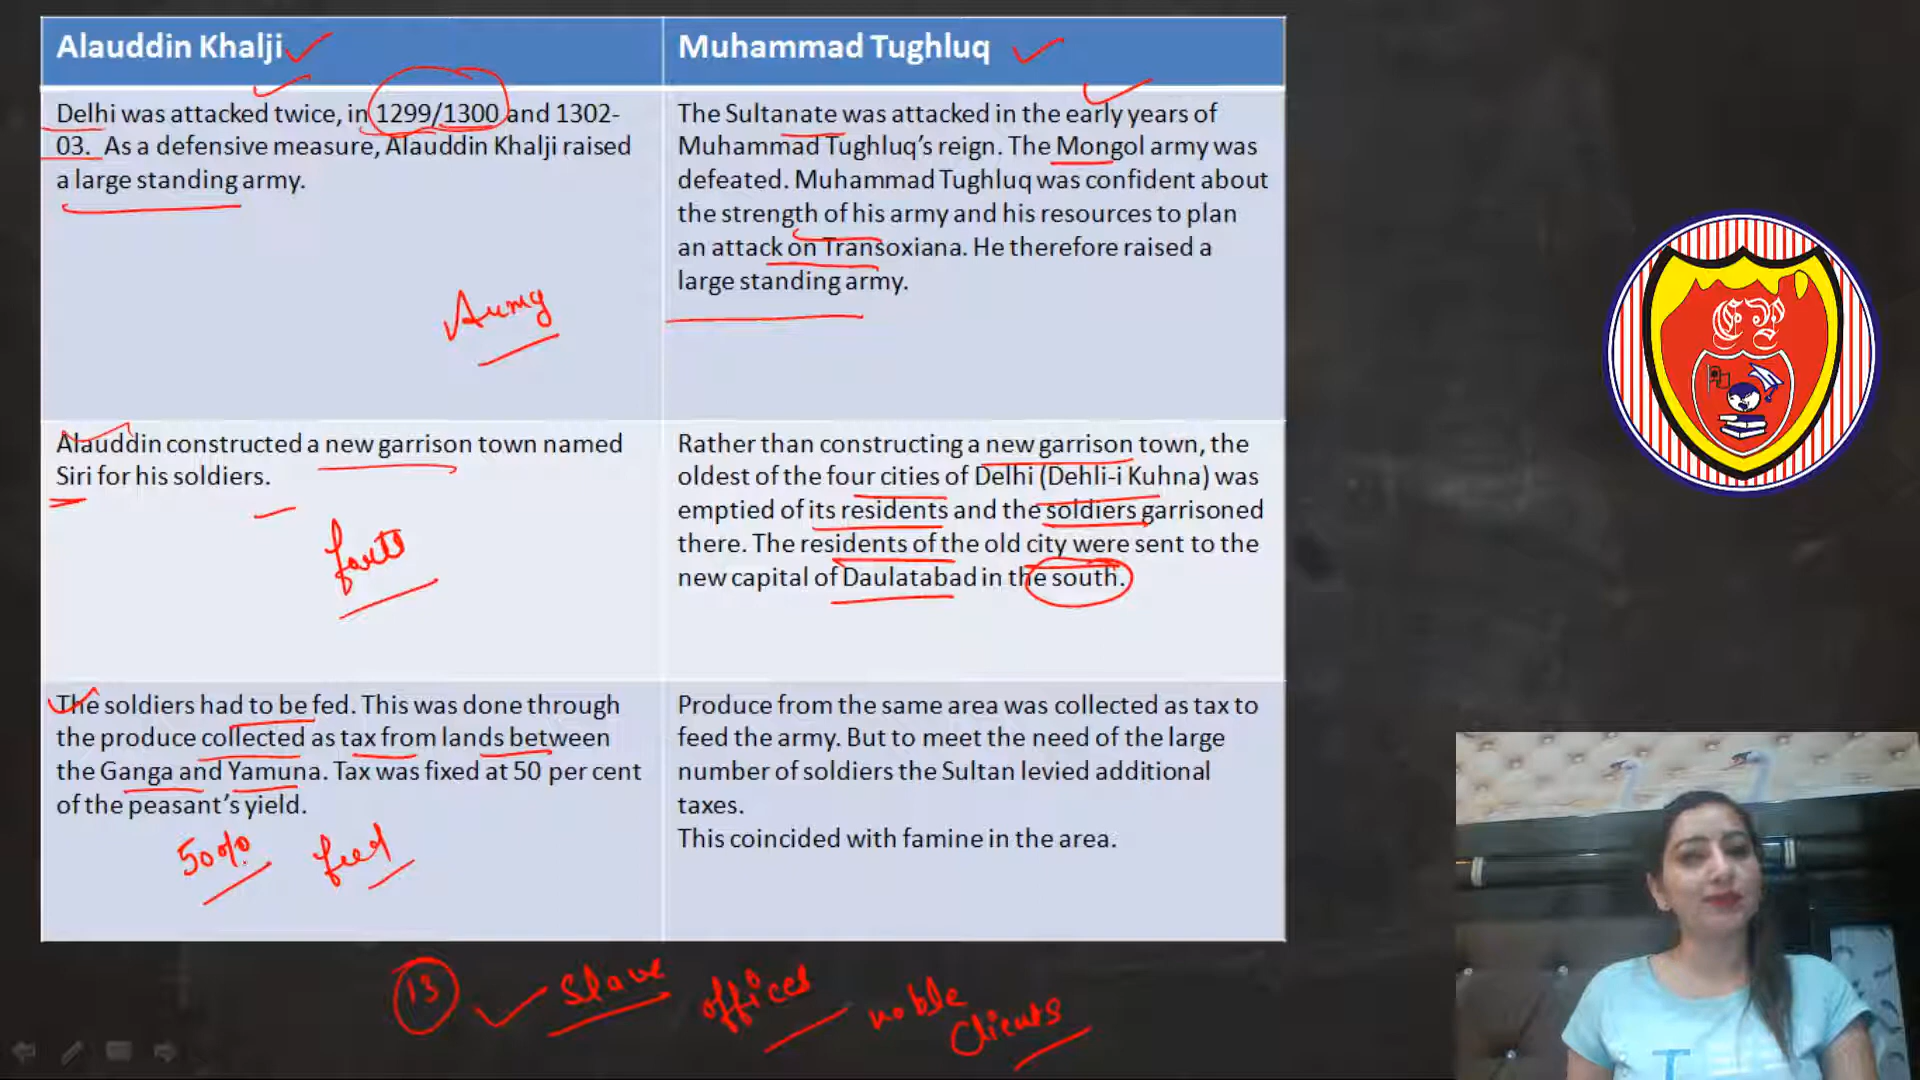 Alauddin Khalji
Muhammad Tughluq
Delhi was attacked twice, in 1299/1300 and 1302-
03. As a defensive measure, Alauddin Khalji raised
a large standing army.
Army
The Sultanate was attacked in the early years of
Muhammad Tughluq's reign. The Mongol army was
defeated. Muhammad Tughluq was confident about
the strength of his army and his resources to plan
an attack on Transoxiana. He therefore raised a
large standing army.
Alauddin constructed a new garrison town named
Siri for his soldiers.
Rather than constructing a new garrison town, the
oldest of the four cities of Delhi (Dehli-i Kuhna) was
emptied of its residents and the soldiers garrisoned
there. The residents of the old city were sent to the
new capital of Daulatabad in the south.
The soldiers had to be fed. This was done through
the produce collected as tax from lands between
the Ganga and Yamuna. Tax was fixed at 50 per cent
of the peasant's yield.
50% feed
Produce from the same area was collected as tax to
feed the army. But to meet the need of the large
number of soldiers the Sultan levied additional
taxes.
This coincided with famine in the area.
13 slave offices noble
clients
CP